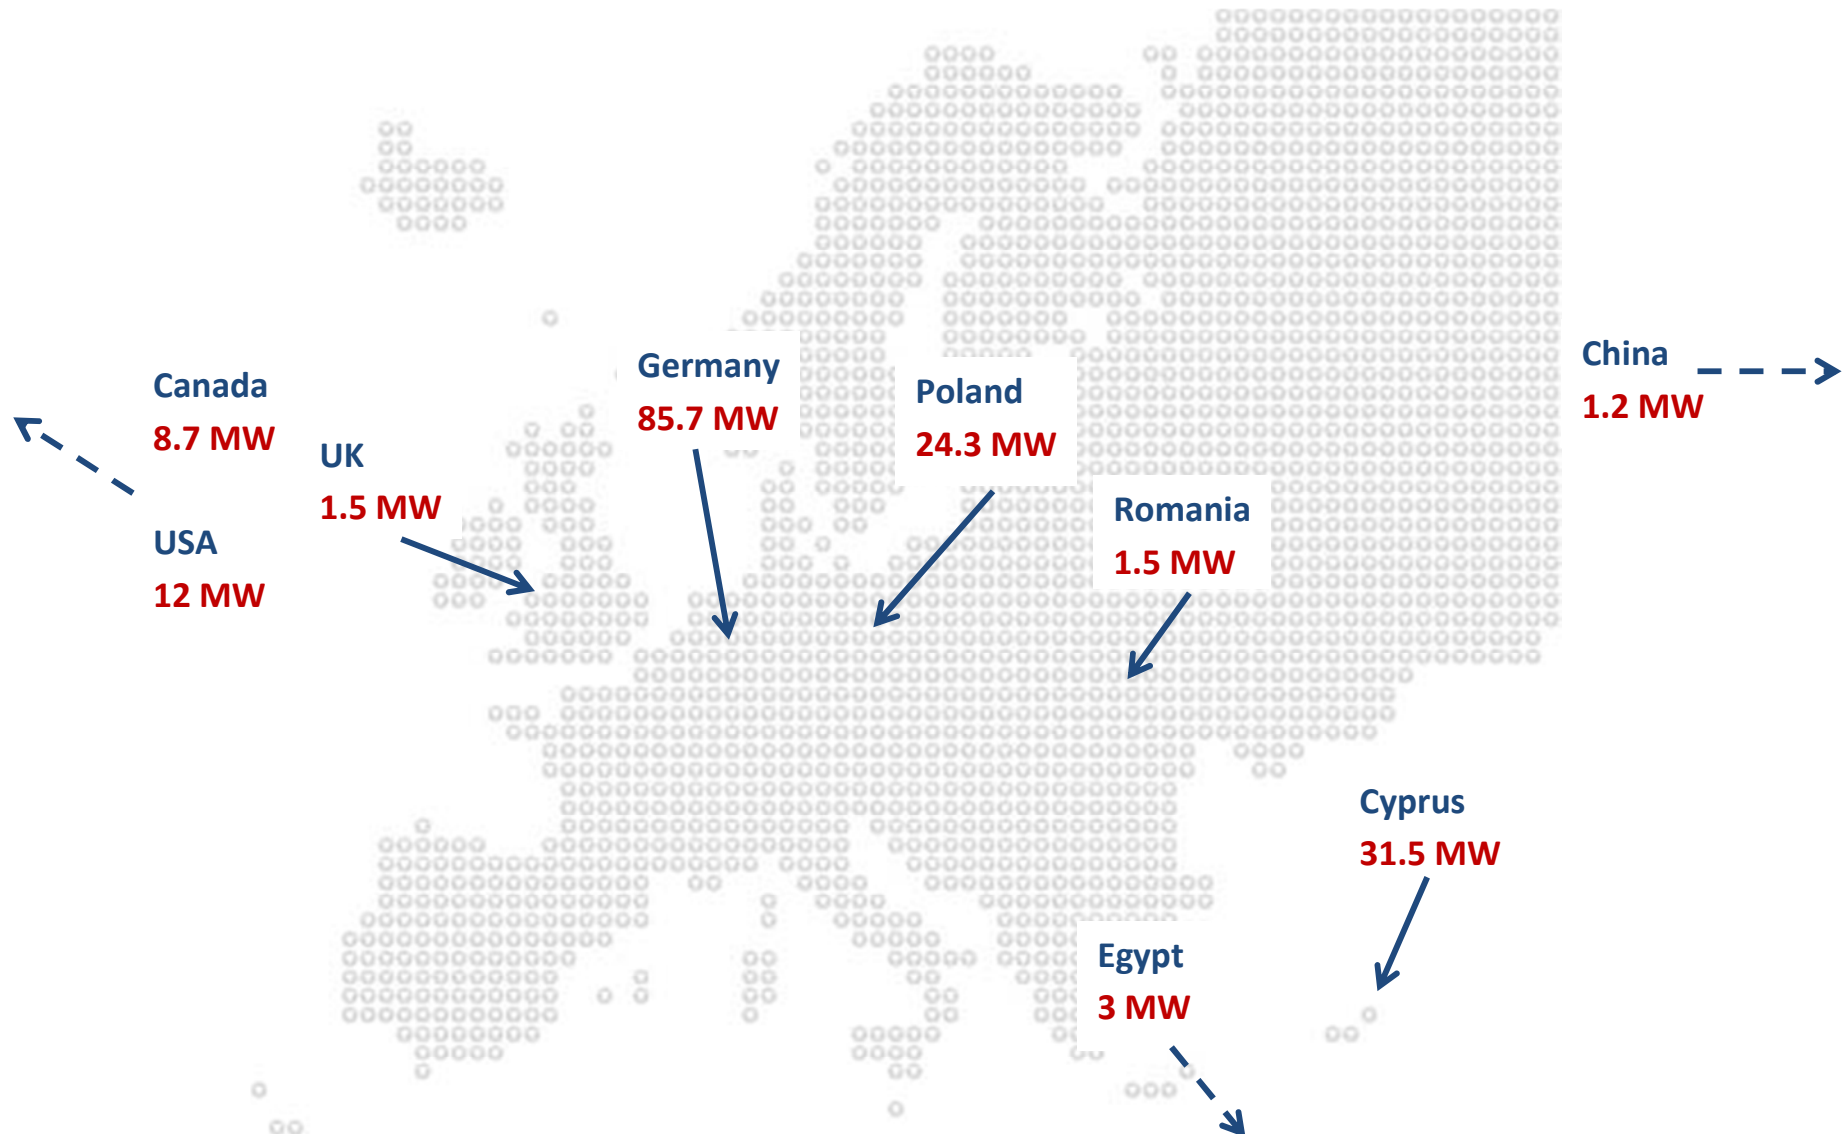 Canada
8.7 MW
USA
12 MW
UK
1.5 MW
Germany
85.7 MW
Poland
24.3 MW
Romania
1.5 MW
China
1.2 MW
Cyprus
31.5 MW
Egypt
3 MW